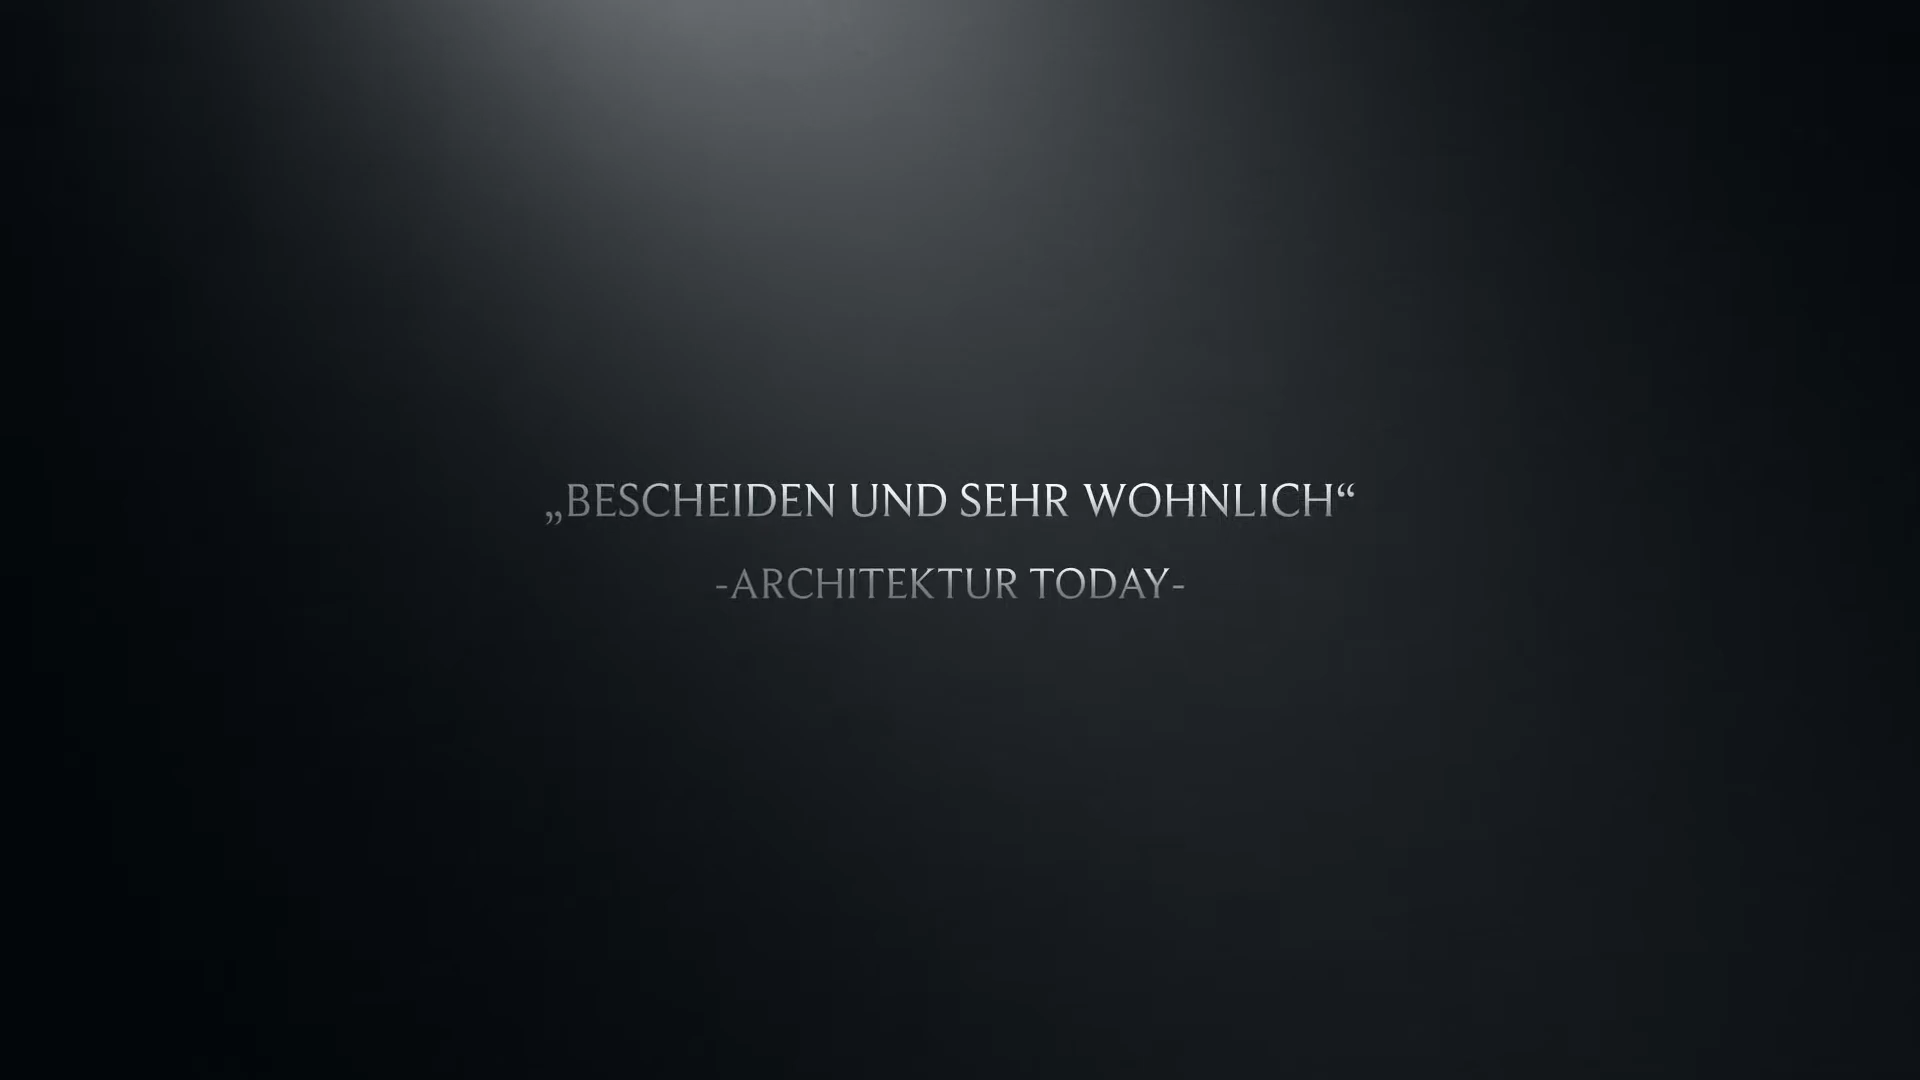 „BESCHEIDEN UND SEHR WOHNLICH“
-ARCHITEKTUR TODAY-